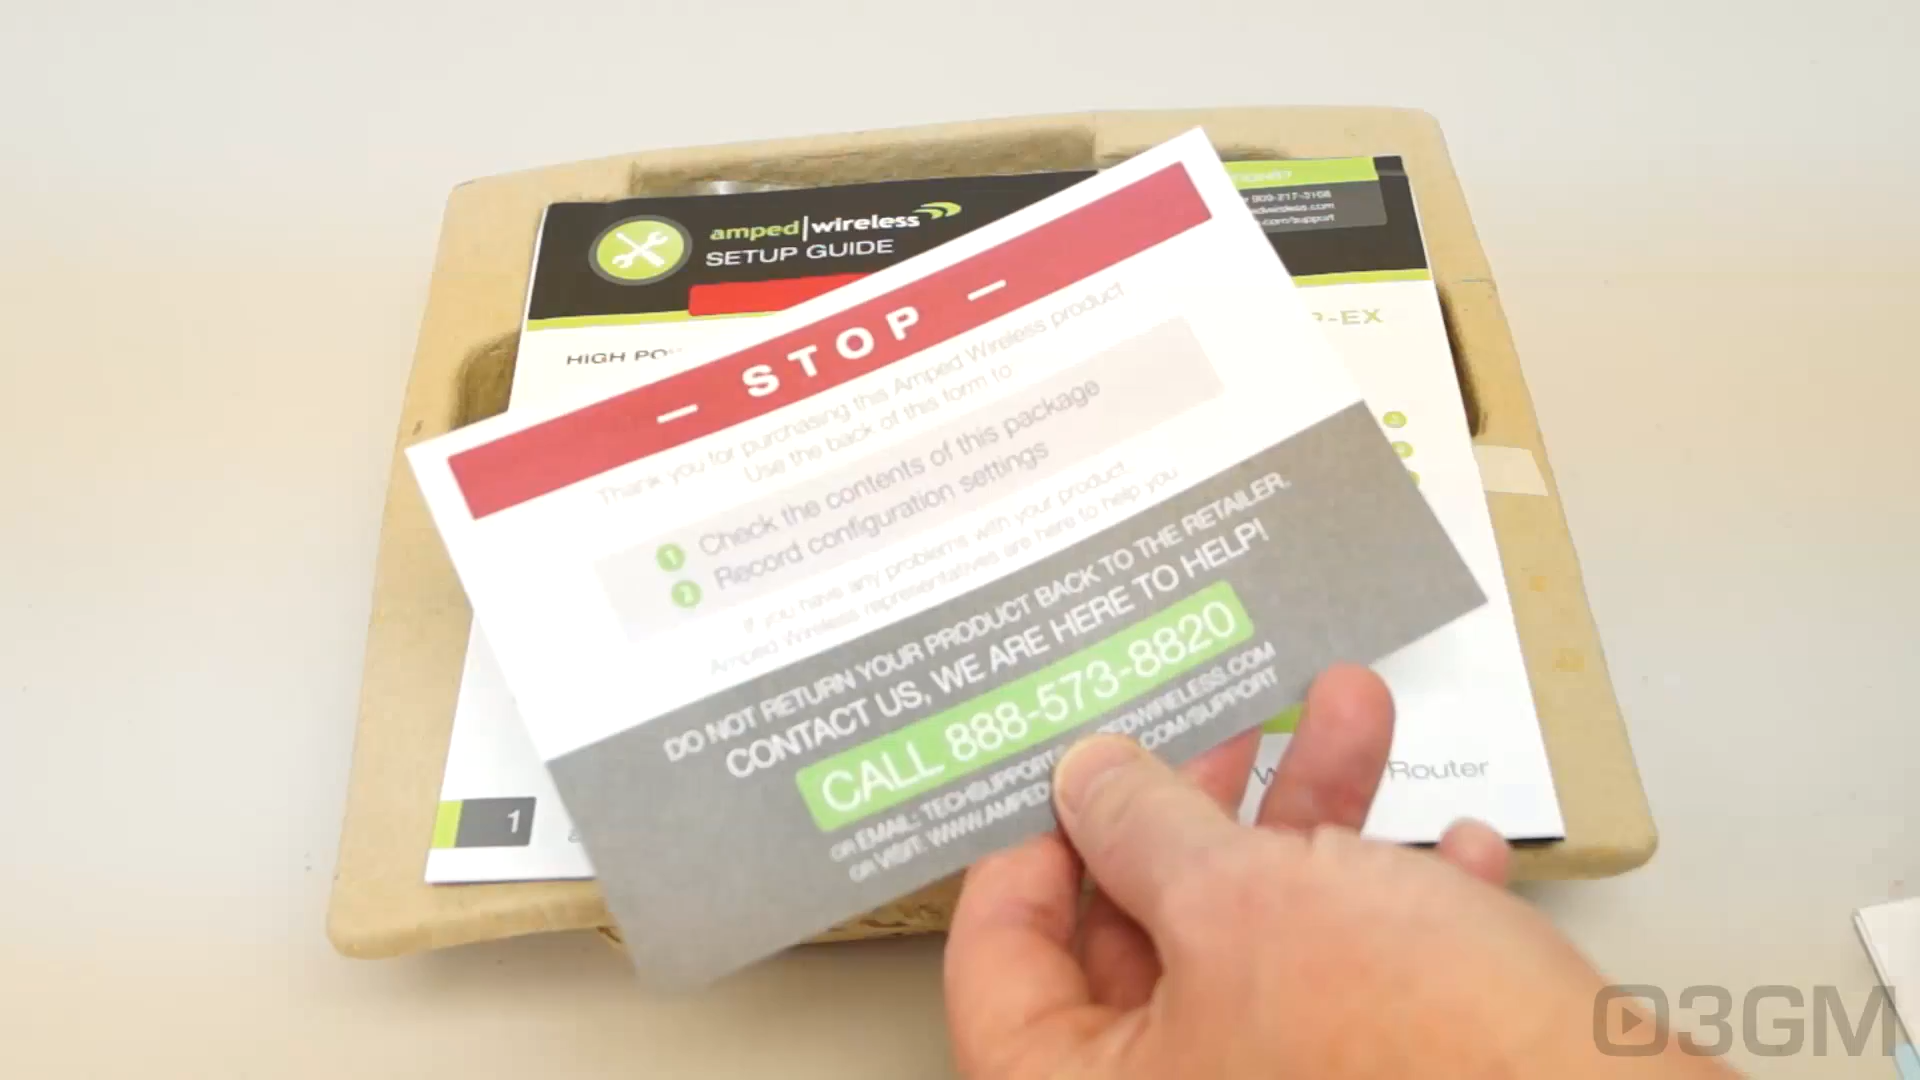 amped|wireless
SETUP GUIDE
HIGH
-EX
— STOP —
Thank you for purchasing this Amped Wireless product
Use the back of this form to
1 Check the contents of this package
2 Record configuration settings
If you have any problems with your product
Amped Wireless representatives are here to help you
DO NOT RETURN YOUR PRODUCT BACK TO THE RETAILER.
CONTACT US, WE ARE HERE TO HELP!
CALL 888-573-8820
OR EMAIL: TECHSUPPORT EDWIRELESS.COM
OR VISIT: WWW.AMPED .COM/SUPPORT
1
Router
O3GM